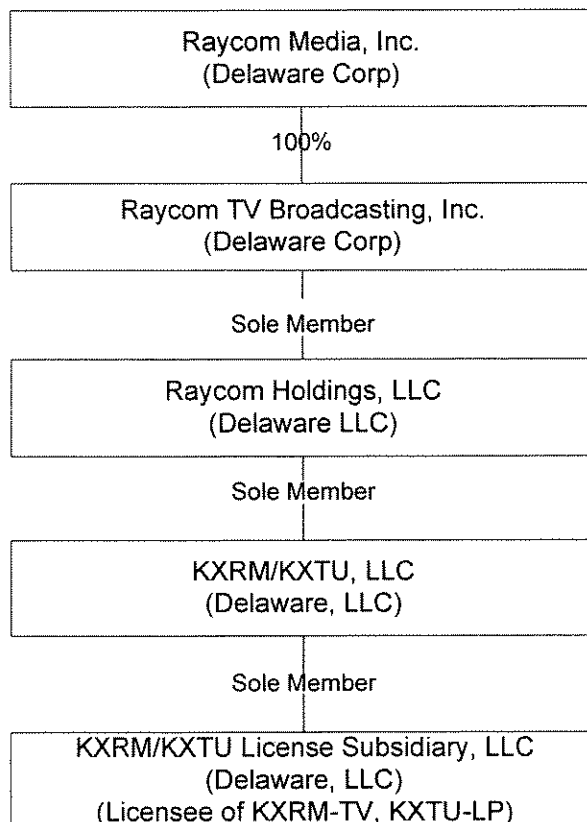 Raycom Media, Inc.
(Delaware Corp)
100%
Raycom TV Broadcasting, Inc.
(Delaware Corp)
Sole Member
Raycom Holdings, LLC
(Delaware LLC)
Sole Member
KXRM/KXTU, LLC
(Delaware, LLC)
Sole Member
KXRM/KXTU License Subsidiary, LLC
(Delaware, LLC)
(Licensee of KXRM-TV, KXTU-LP)